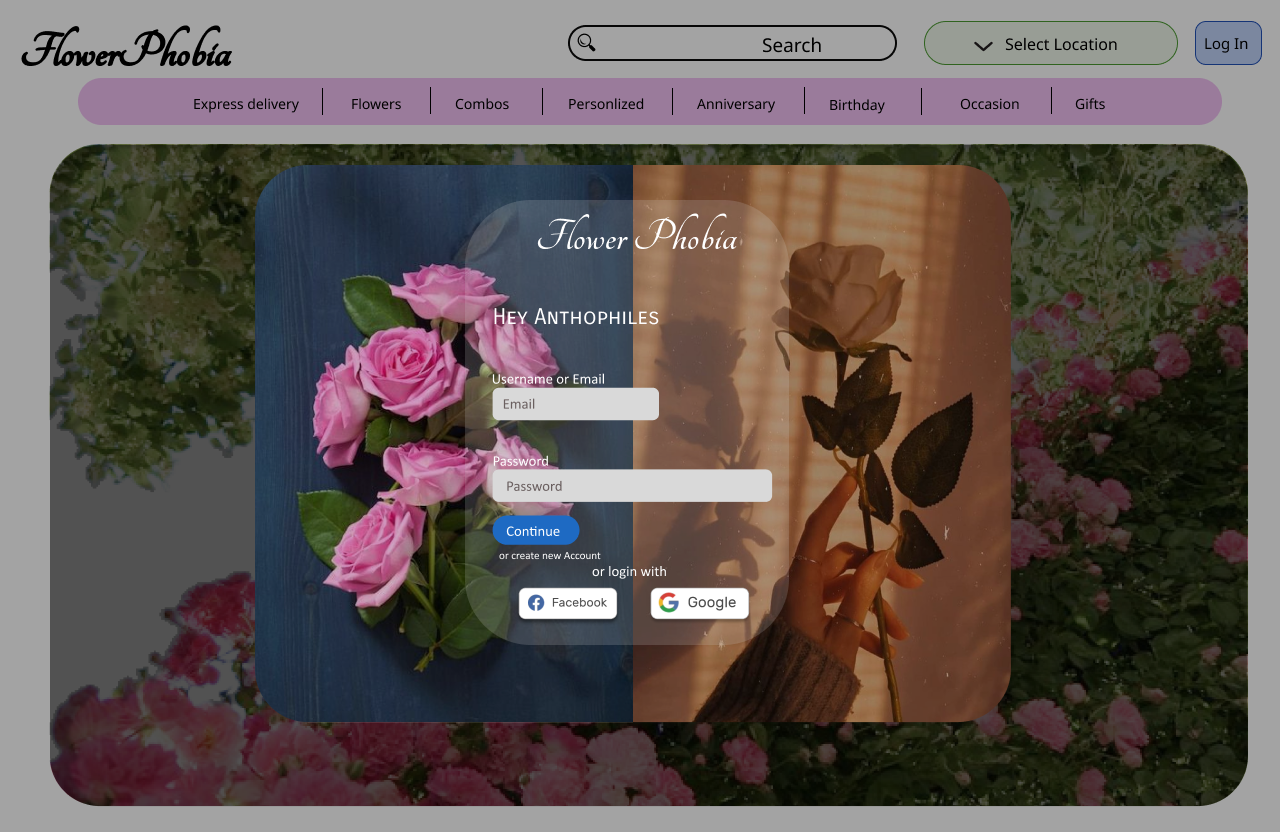 FlowerPhobia
Search
Select Location
Log In
Express delivery
Flowers
Combos
Personlized
Anniversary
Birthday
Occasion
Gifts
Flower Phobia
Hey Anthophiles
Username or Email
Email
Password
Password
Continue
or create new Account
or login with
Facebook
Google